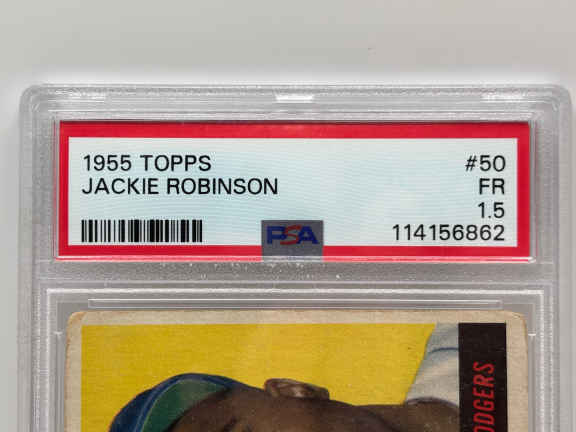 1955 TOPPS #50
JACKIE ROBINSON FR
1.5
PSA 114156862
ODGERS